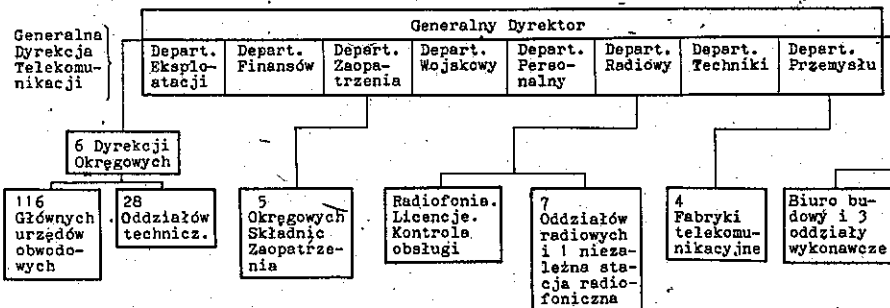 Generalna
Dyrekcja
Telekomu-
nikacji
Generalny Dyrektor
Depart.
Eksplo-
atacji
Depart.
Finansów
Depart.
Zaopa-
trzenia
Depart.
Wojskowy
Depart.
Perso-
nalny
Depart.
Radiówy
Depart.
Techniki
Depart.
Przemysłu
6 Dyrekcji
Okręgowych
116
Głównych
urzędów
obwodo-
wych
28
Oddziałów
technicz.
5
Okręgowych
Składnic
Zaopatrze-
nia
Radiofonia.
Licencje.
Kontrola
obsługi
7
Oddziałów
radiowych
i 1 nieza-
leżna sta-
cja radio-
foniczna
4
Fabryki
telekomu-
nikacyjne
Biuro bu-
dowy i 3
oddziały
wykonawcze